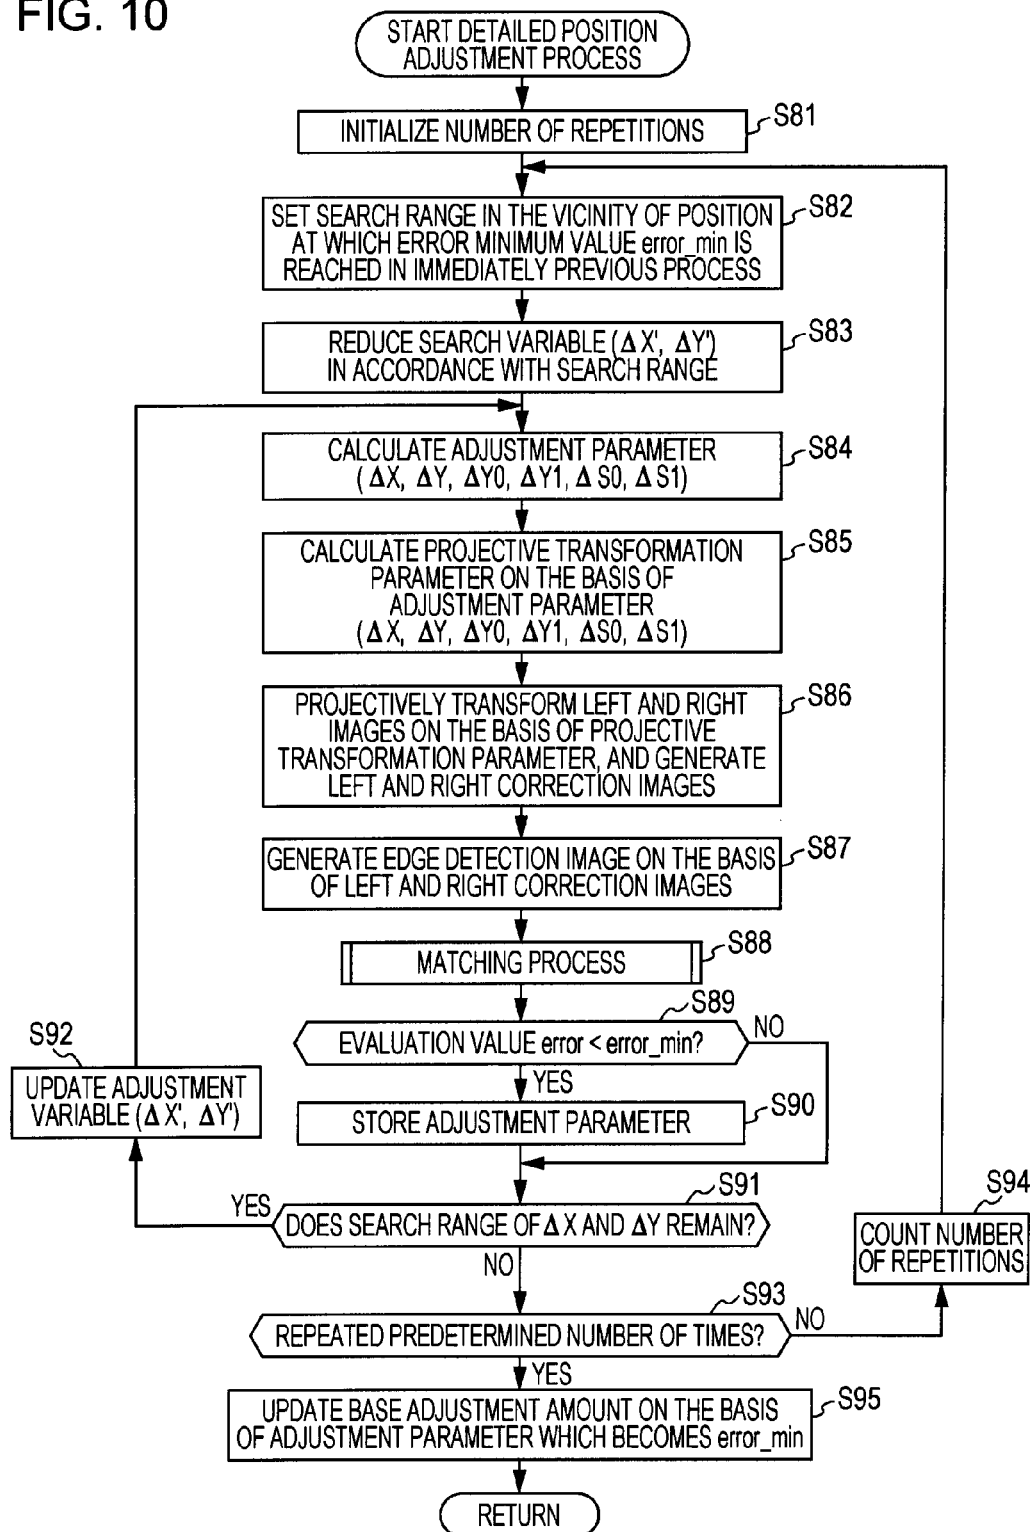 FIG. 10
START DETAILED POSITION
ADJUSTMENT PROCESS
S81
INITIALIZE NUMBER OF REPETITIONS
S82
SET SEARCH RANGE IN THE VICINITY OF POSITION
AT WHICH ERROR MINIMUM VALUE error_min IS
REACHED IN IMMEDIATELY PREVIOUS PROCESS
S83
REDUCE SEARCH VARIABLE (ΔX', ΔY')
IN ACCORDANCE WITH SEARCH RANGE
S84
CALCULATE ADJUSTMENT PARAMETER
(ΔX, ΔY, ΔY0, ΔY1, ΔS0, ΔS1)
S85
CALCULATE PROJECTIVE TRANSFORMATION
PARAMETER ON THE BASIS OF
ADJUSTMENT PARAMETER
(ΔX, ΔY, ΔY0, ΔY1, ΔS0, ΔS1)
S86
PROJECTIVELY TRANSFORM LEFT AND RIGHT
IMAGES ON THE BASIS OF PROJECTIVE
TRANSFORMATION PARAMETER, AND GENERATE
LEFT AND RIGHT CORRECTION IMAGES
S87
GENERATE EDGE DETECTION IMAGE ON THE BASIS
OF LEFT AND RIGHT CORRECTION IMAGES
S88
MATCHING PROCESS
S89
EVALUATION VALUE error < error_min?
NO
YES
S92
UPDATE ADJUSTMENT
VARIABLE (ΔX', ΔY')
S90
STORE ADJUSTMENT PARAMETER
S91
YES
DOES SEARCH RANGE OF ΔX AND ΔY REMAIN?
NO
S94
COUNT NUMBER
OF REPETITIONS
S93
REPEATED PREDETERMINED NUMBER OF TIMES?
NO
YES
S95
UPDATE BASE ADJUSTMENT AMOUNT ON THE BASIS
OF ADJUSTMENT PARAMETER WHICH BECOMES error_min
RETURN